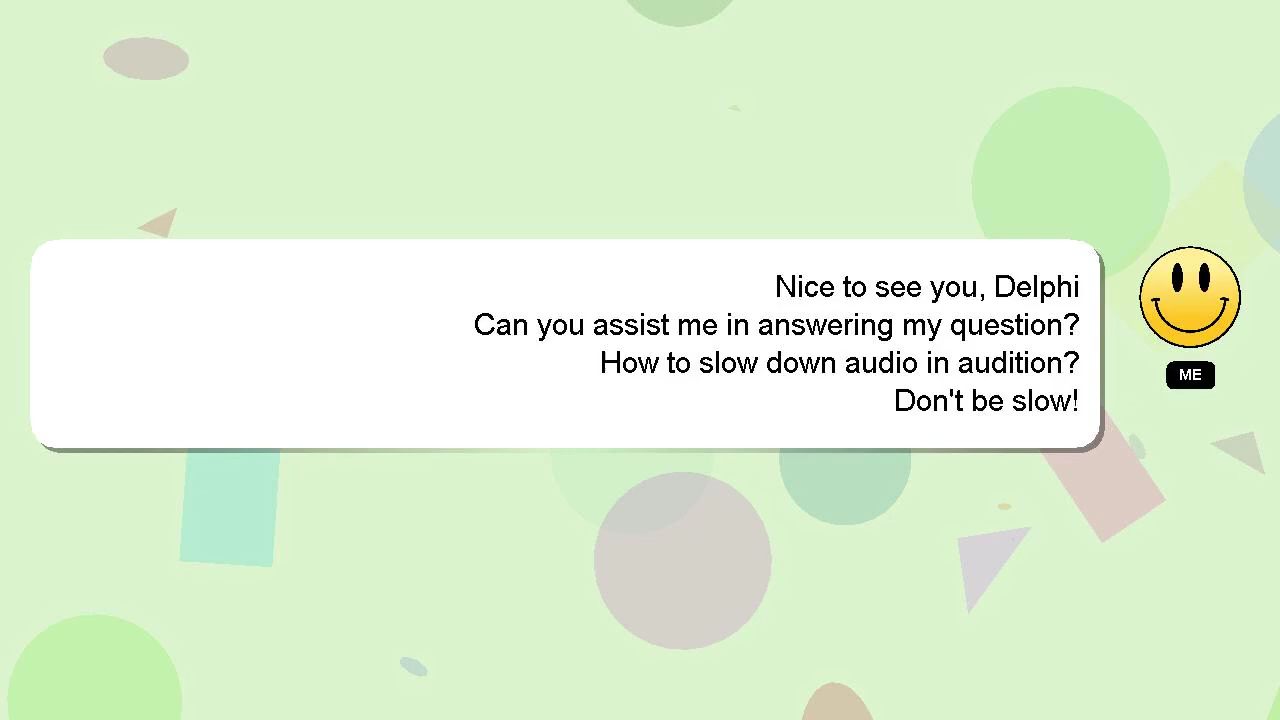 Nice to see you, Delphi
Can you assist me in answering my question?
How to slow down audio in audition?
Don't be slow!
ME